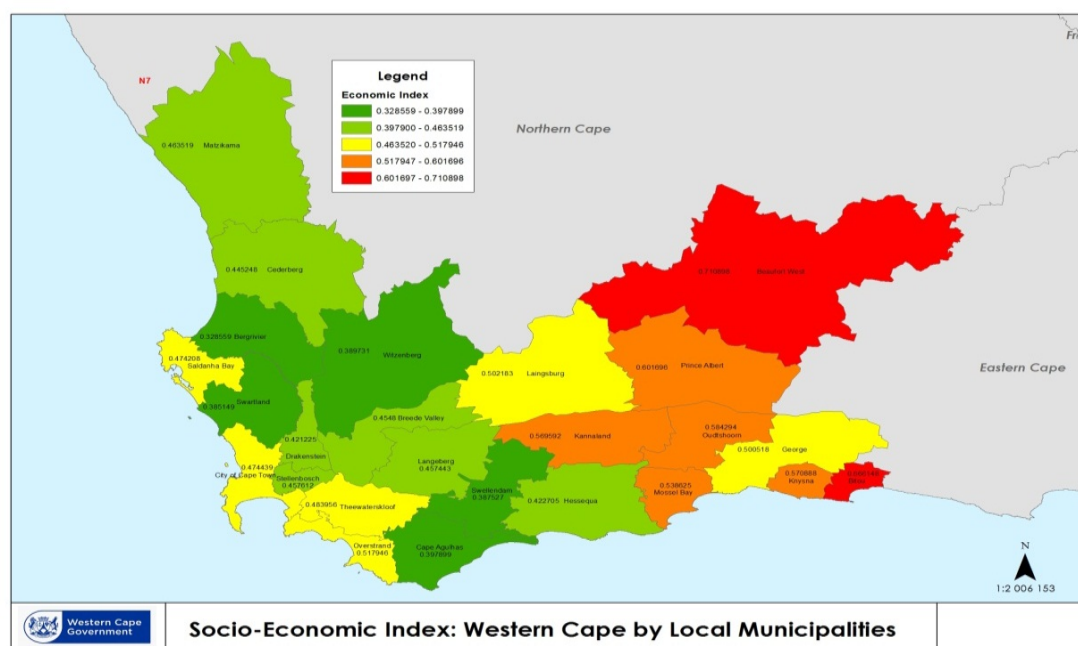 Fri
N7
Legend
Economic Index
0.328559 - 0.397899
0.397900 - 0.463519
0.463520 - 0.517946
0.517947 - 0.601696
0.601697 - 0.710898
Northern Cape
0.463519 Matzikama
0.445248 Cederberg
0.710898 Beaufort West
0.328559 Bergrivier
0.389731 Witzenberg
0.474208
Saldanha Bay
0.502183 Laingsburg
0.601696 Prince Albert
Eastern Cape
Swartland
0.385149
0.4546 Breede Valley
0.569592 Kannaland
0.584294
Oudtshoorn
0.421225
Drakenstein
0.500518 George
Langeberg
0.457443
0.474439
City of Cape Town
Stellenbosch
0.457612
Swellendam
0.387527
0.422705 Hessequa
0.538625
Mossel Bay
0.570888
Knysna
Bitou
0.483956 Theewaterskloof
Overstrand
0.517946
Cape Agulhas
0.397899
N
1:2 006 153
Western Cape
Government
Socio-Economic Index: Western Cape by Local Municipalities